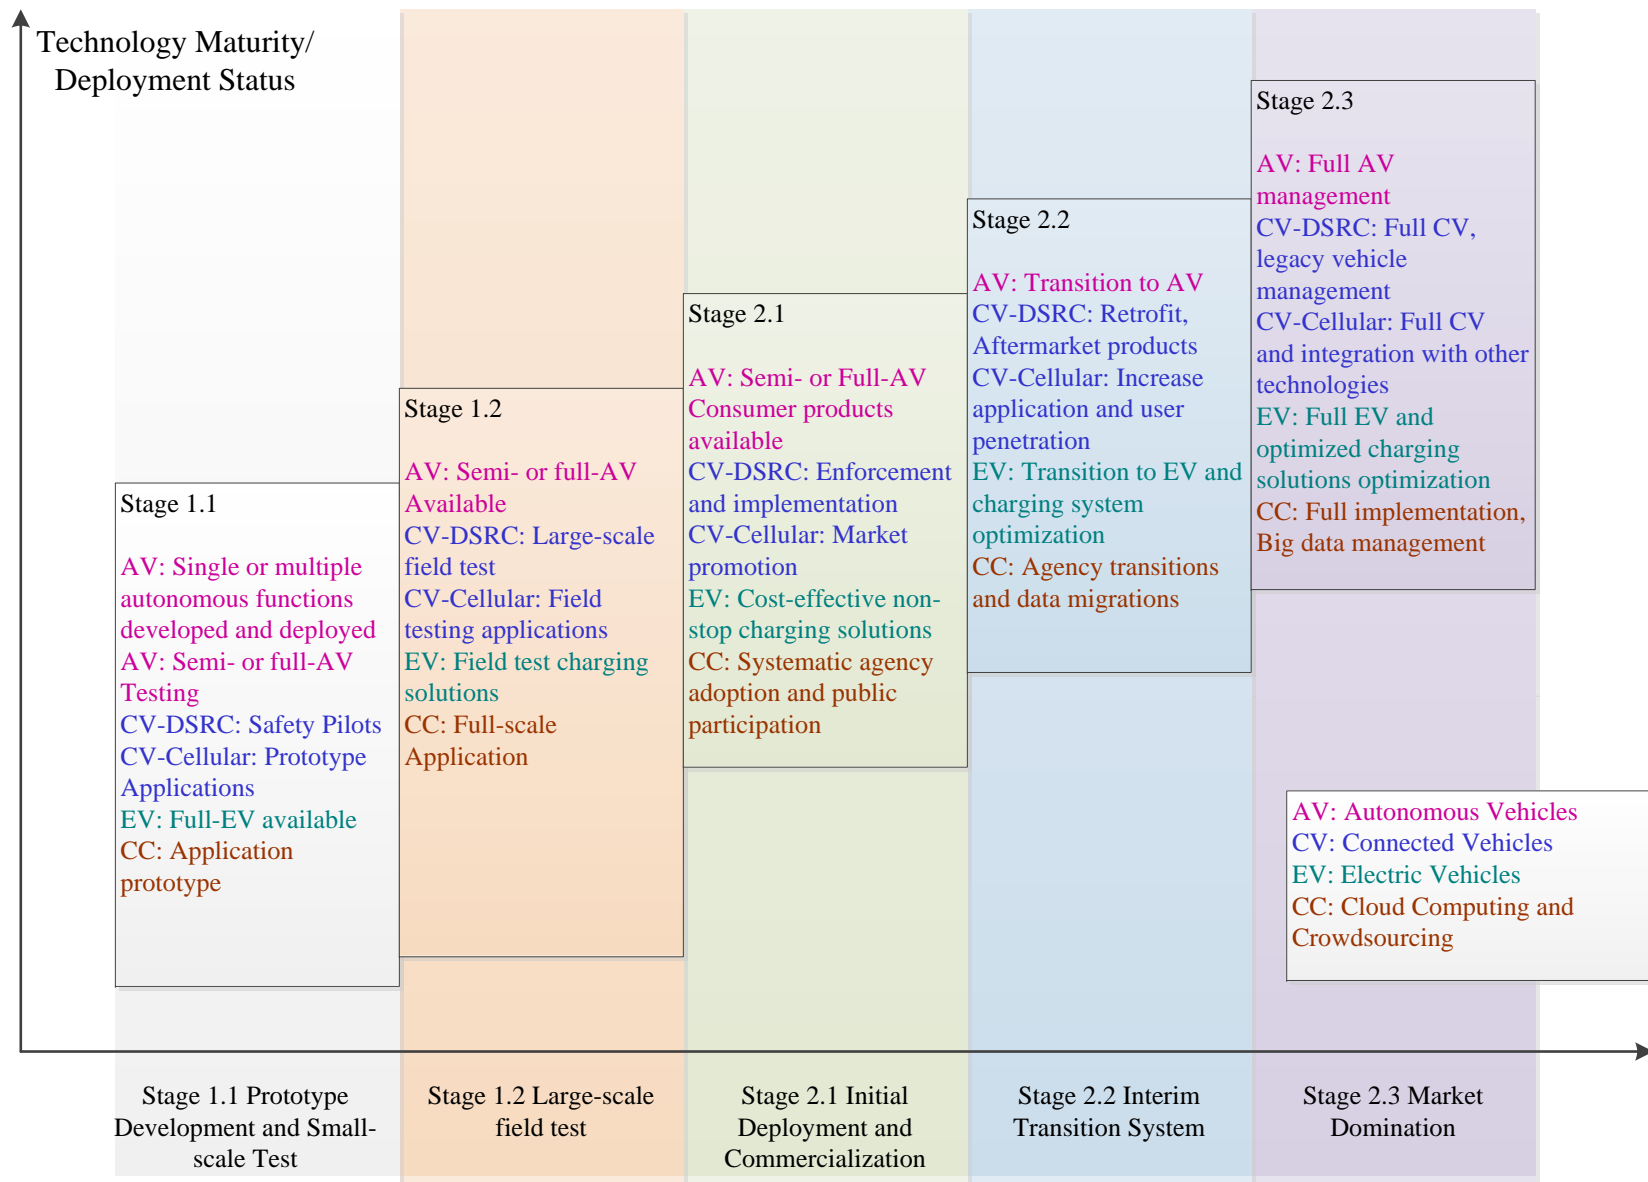 Technology Maturity/
Deployment Status
Stage 1.1
AV: Single or multiple
autonomous functions
developed and deployed
AV: Semi- or full-AV
Testing
CV-DSRC: Safety Pilots
CV-Cellular: Prototype
Applications
EV: Full-EV available
CC: Application
prototype
Stage 1.2
AV: Semi- or full-AV
Available
CV-DSRC: Large-scale
field test
CV-Cellular: Field
testing applications
EV: Field test charging
solutions
CC: Full-scale
Application
Stage 2.1
AV: Semi- or Full-AV
Consumer products
available
CV-DSRC: Enforcement
and implementation
CV-Cellular: Market
promotion
EV: Cost-effective non-
stop charging solutions
CC: Systematic agency
adoption and public
participation
Stage 2.2
AV: Transition to AV
CV-DSRC: Retrofit,
Aftermarket products
CV-Cellular: Increase
application and user
penetration
EV: Transition to EV and
charging system
optimization
CC: Agency transitions
and data migrations
Stage 2.3
AV: Full AV
management
CV-DSRC: Full CV,
legacy vehicle
management
CV-Cellular: Full CV
and integration with other
technologies
EV: Full EV and
optimized charging
solutions optimization
CC: Full implementation,
Big data management
AV: Autonomous Vehicles
CV: Connected Vehicles
EV: Electric Vehicles
CC: Cloud Computing and
Crowdsourcing
Stage 1.1 Prototype
Development and Small-
scale Test
Stage 1.2 Large-scale
field test
Stage 2.1 Initial
Deployment and
Commercialization
Stage 2.2 Interim
Transition System
Stage 2.3 Market
Domination